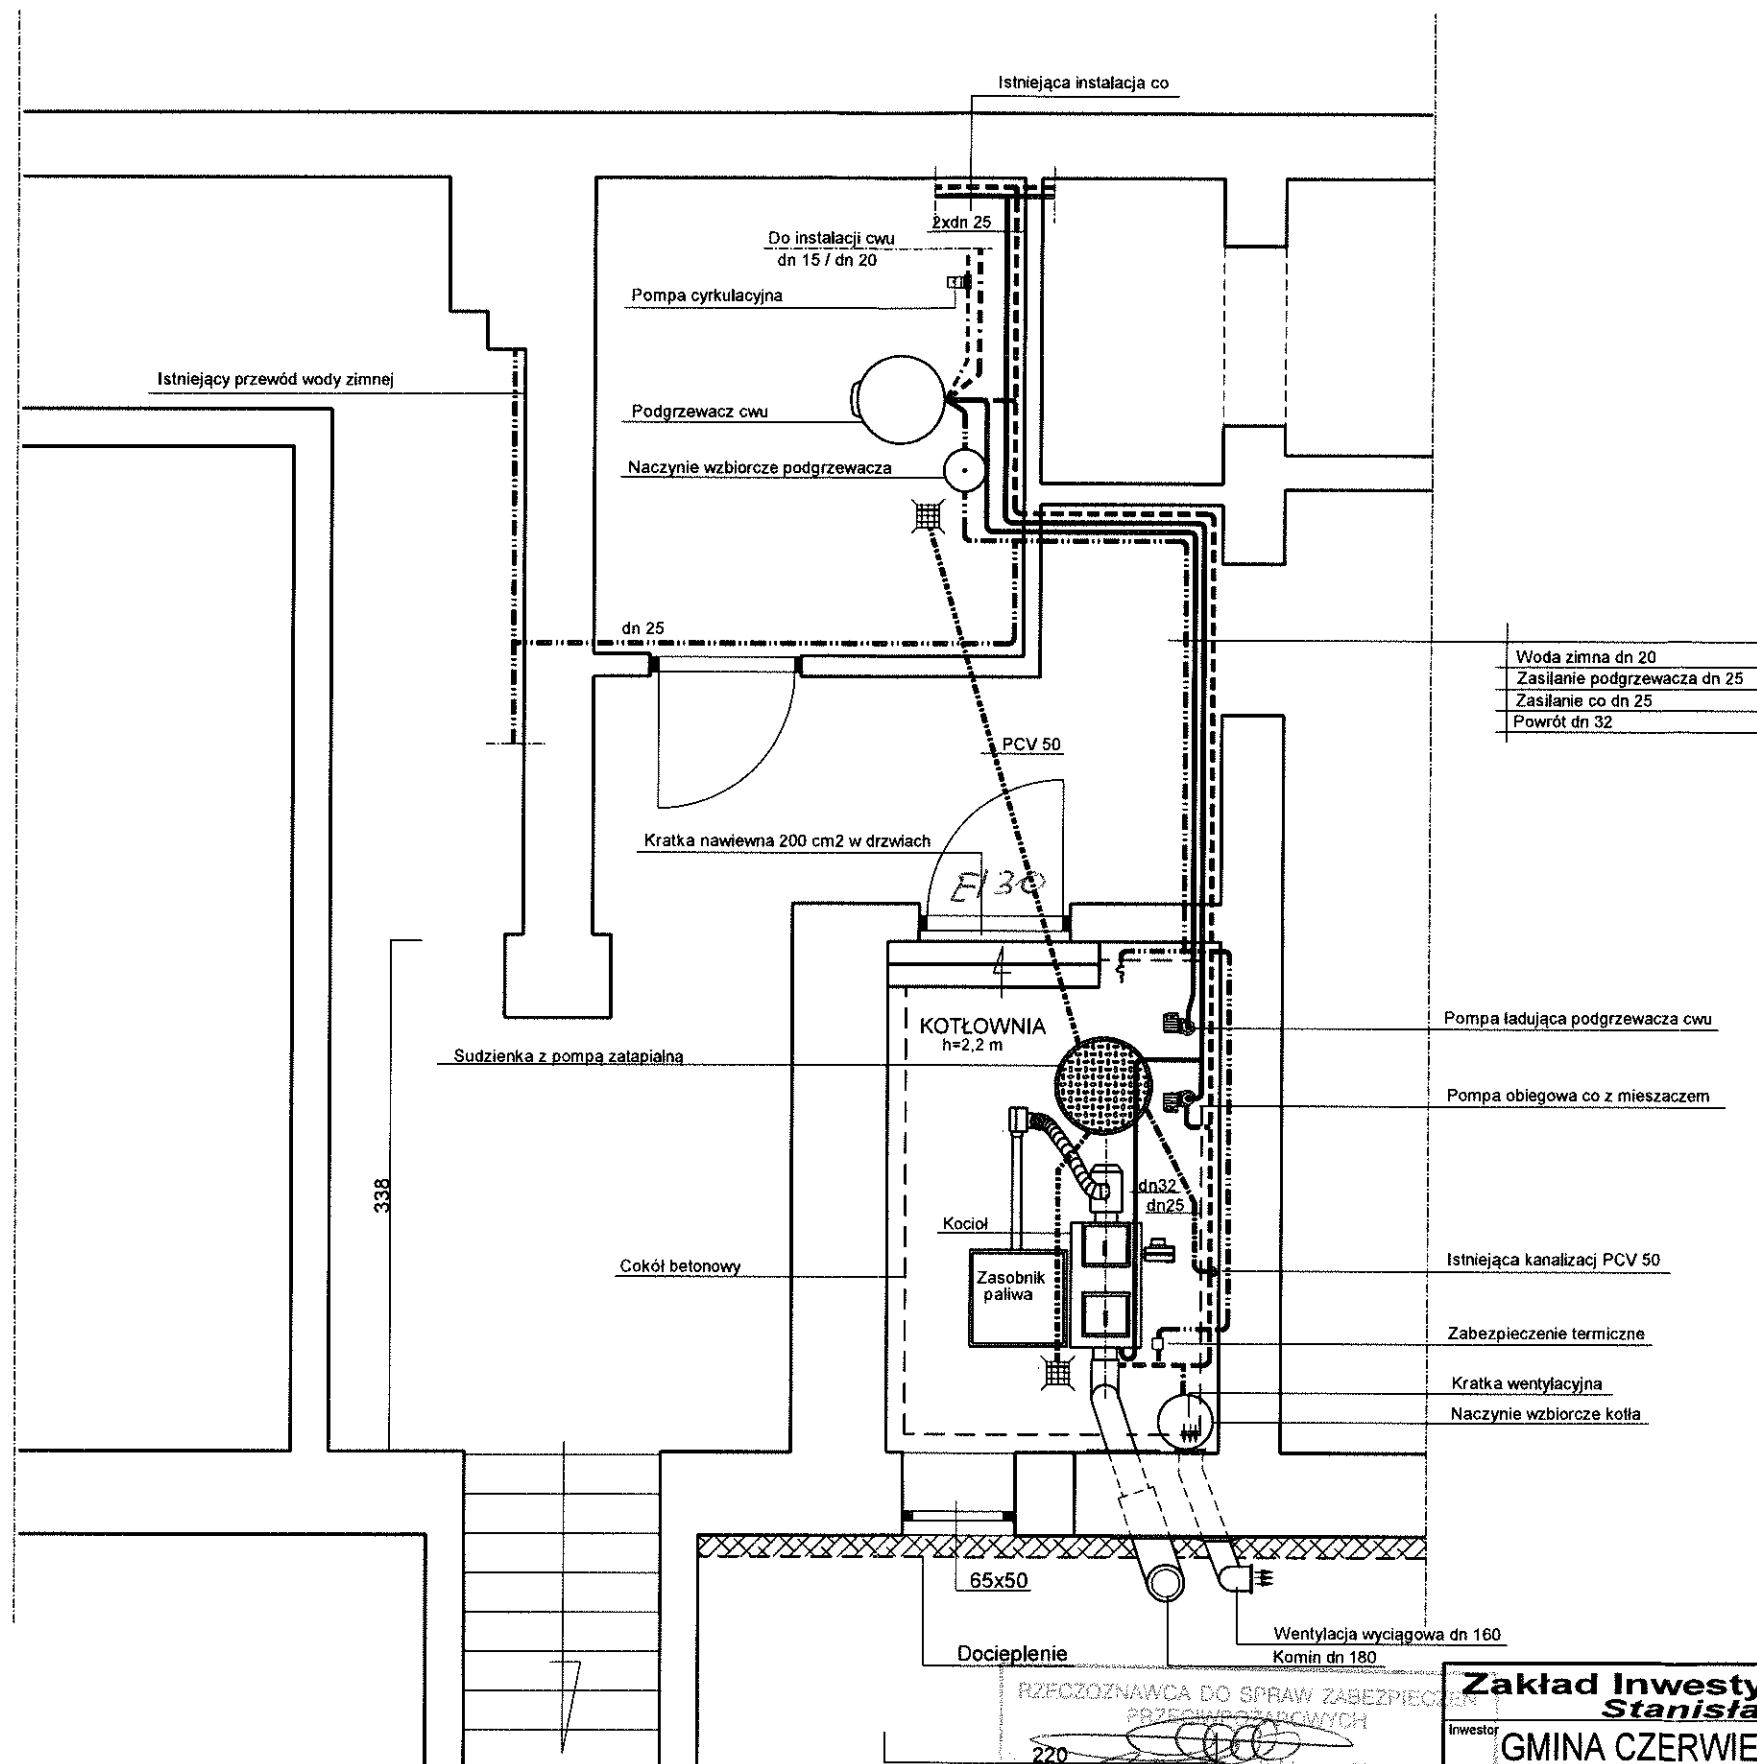 Istniejąca instalacja co
2xdn 25
Do instalacji cwu
dn 15 / dn 20
Pompa cyrkulacyjna
Istniejący przewód wody zimnej
Podgrzewacz cwu
Naczynie wzbiorcze podgrzewacza
dn 25
Woda zimna dn 20
Zasilanie podgrzewacza dn 25
Zasilanie co dn 25
Powrót dn 32
PCV 50
Kratka nawiewna 200 cm2 w drzwiach
EI30
4
KOTŁOWNIA
h=2,2 m
Pompa ładująca podgrzewacza cwu
Sudzienka z pompą zatapialną
Pompa obiegowa co z mieszaczem
338
dn32
dn25
Kocioł
Cokół betonowy
Zasobnik
paliwa
Istniejąca kanalizacj PCV 50
Zabezpieczenie termiczne
Kratka wentylacyjna
Naczynie wzbiorcze kotła
65x50
Wentylacja wyciągowa dn 160
Docieplenie
Komin dn 180
RZECZOZNAWCA DO SPRAW ZABEZPIECZEŃ
PRZECIWPOŻAROWYCH
220
Zakład Inwesty
Stanisła
Inwestor
GMINA CZERWIE